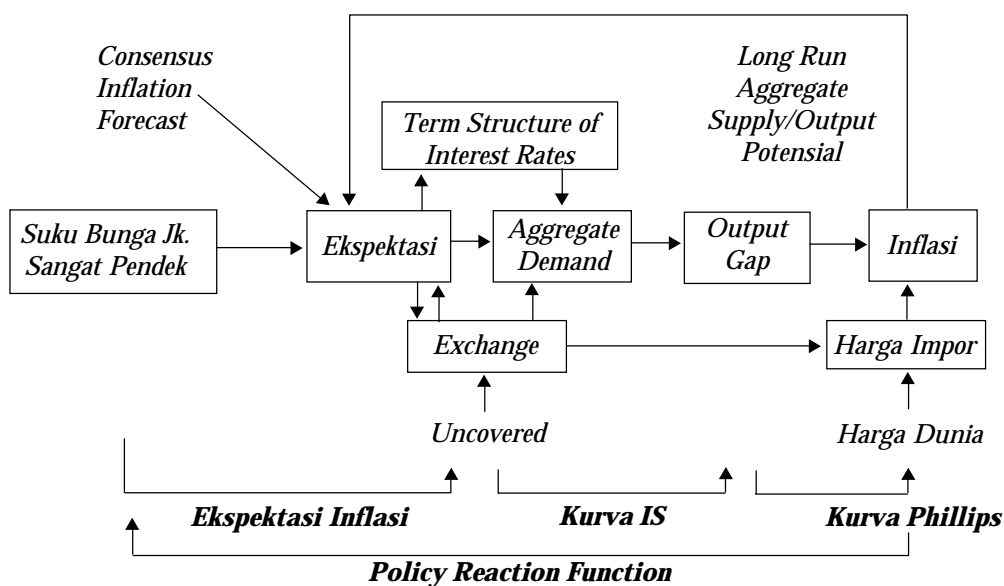 Consensus
Inflation
Forecast
Long Run
Aggregate
Supply/Output
Potensial
Term Structure of
Interest Rates
Suku Bunga Jk.
Sangat Pendek
Ekspektasi
Aggregate
Demand
Output
Gap
Inflasi
Exchange
Harga Impor
Uncovered
Harga Dunia
Ekspektasi Inflasi
Kurva IS
Kurva Phillips
Policy Reaction Function